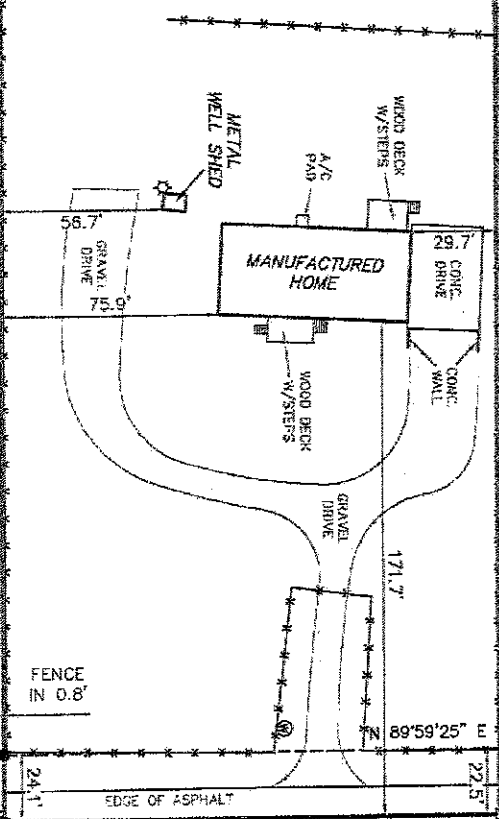 WOOD DECK
W/STEPS
A/C
PAD
METAL
WELL SHED
56.7'
GRAVEL
DRIVE
75.9'
MANUFACTURED
HOME
29.7'
CONC.
DRIVE
CONC.
WALL
WOOD DECK
W/STEPS
GRAVEL
DRIVE
171.7'
FENCE
IN 0.8'
W
N 89°59'25" E
24.1'
22.5'
EDGE OF ASPHALT